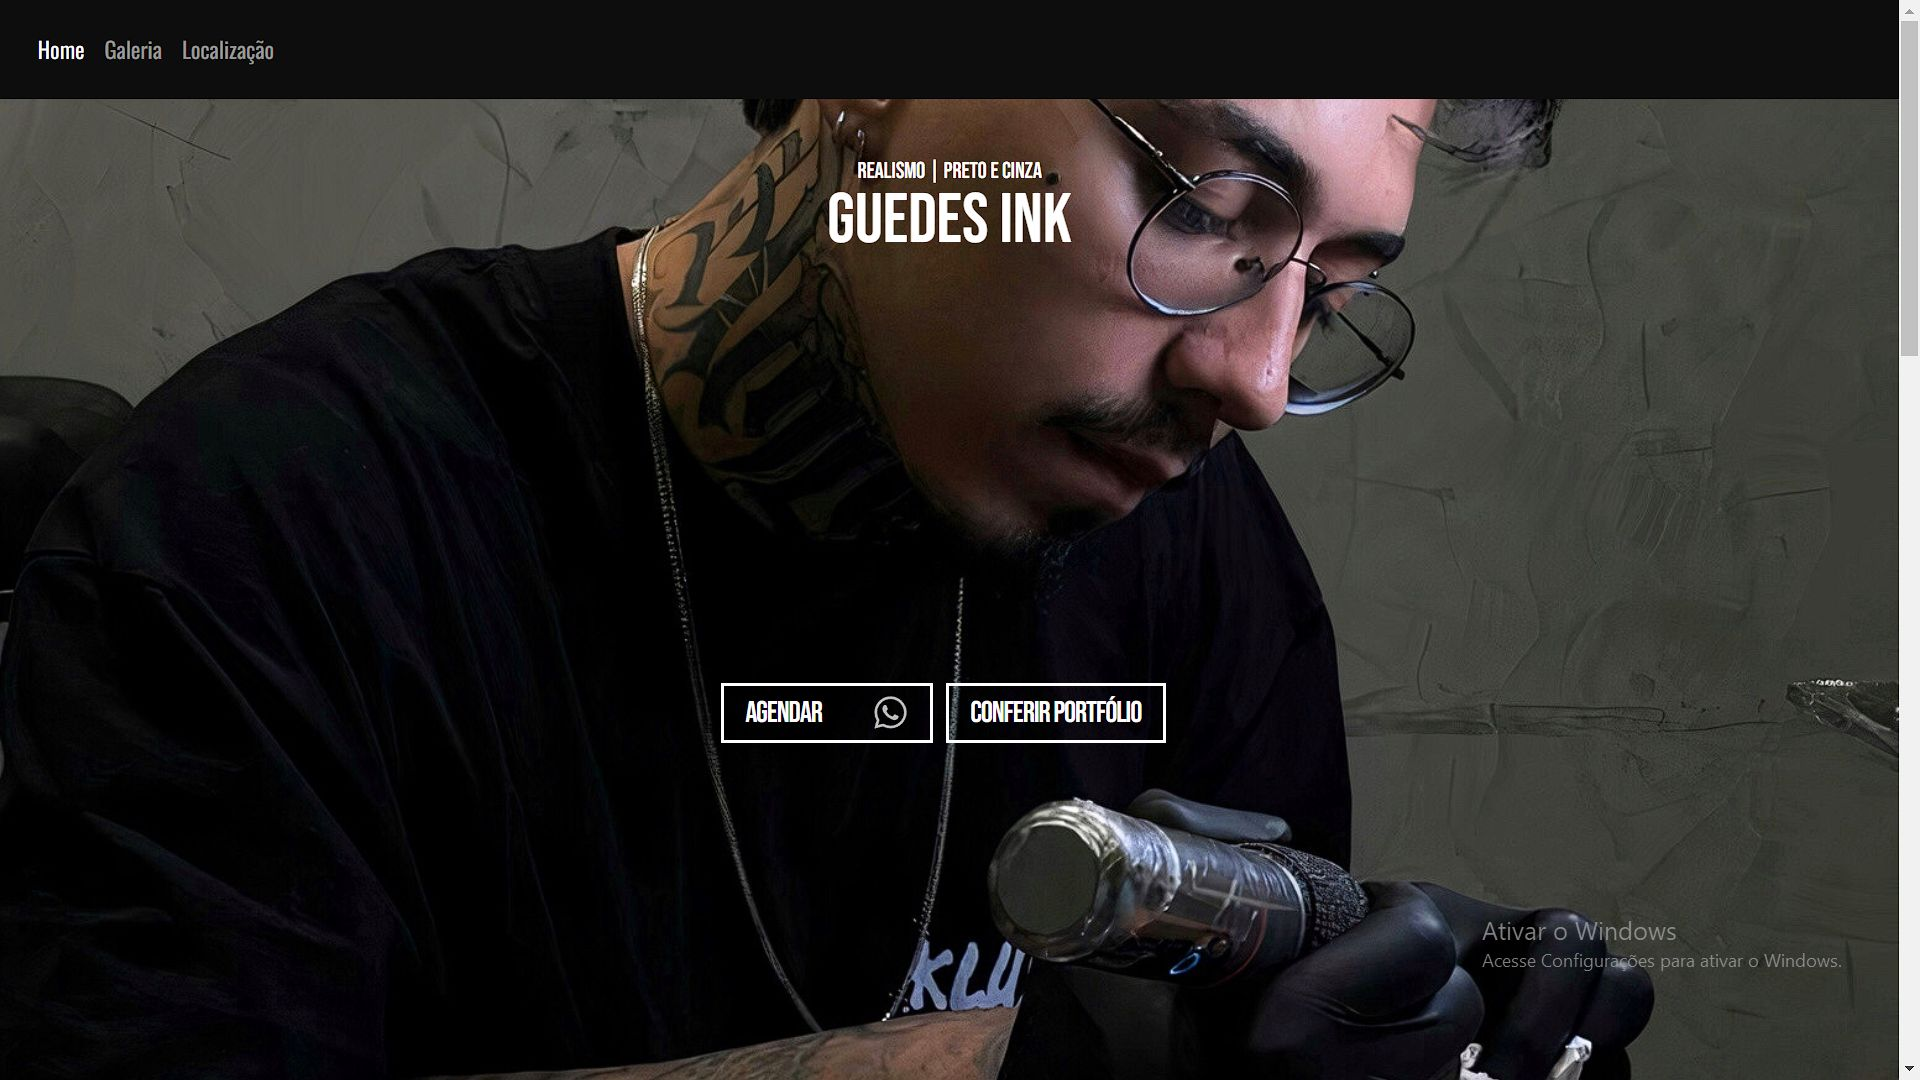 Home Galeria Localização
REALISMO | PRETO E CINZA
GUEDES INK
AGENDAR CONFERIR PORTFÓLIO
KLU
Ativar o Windows
Acesse Configurações para ativar o Windows.